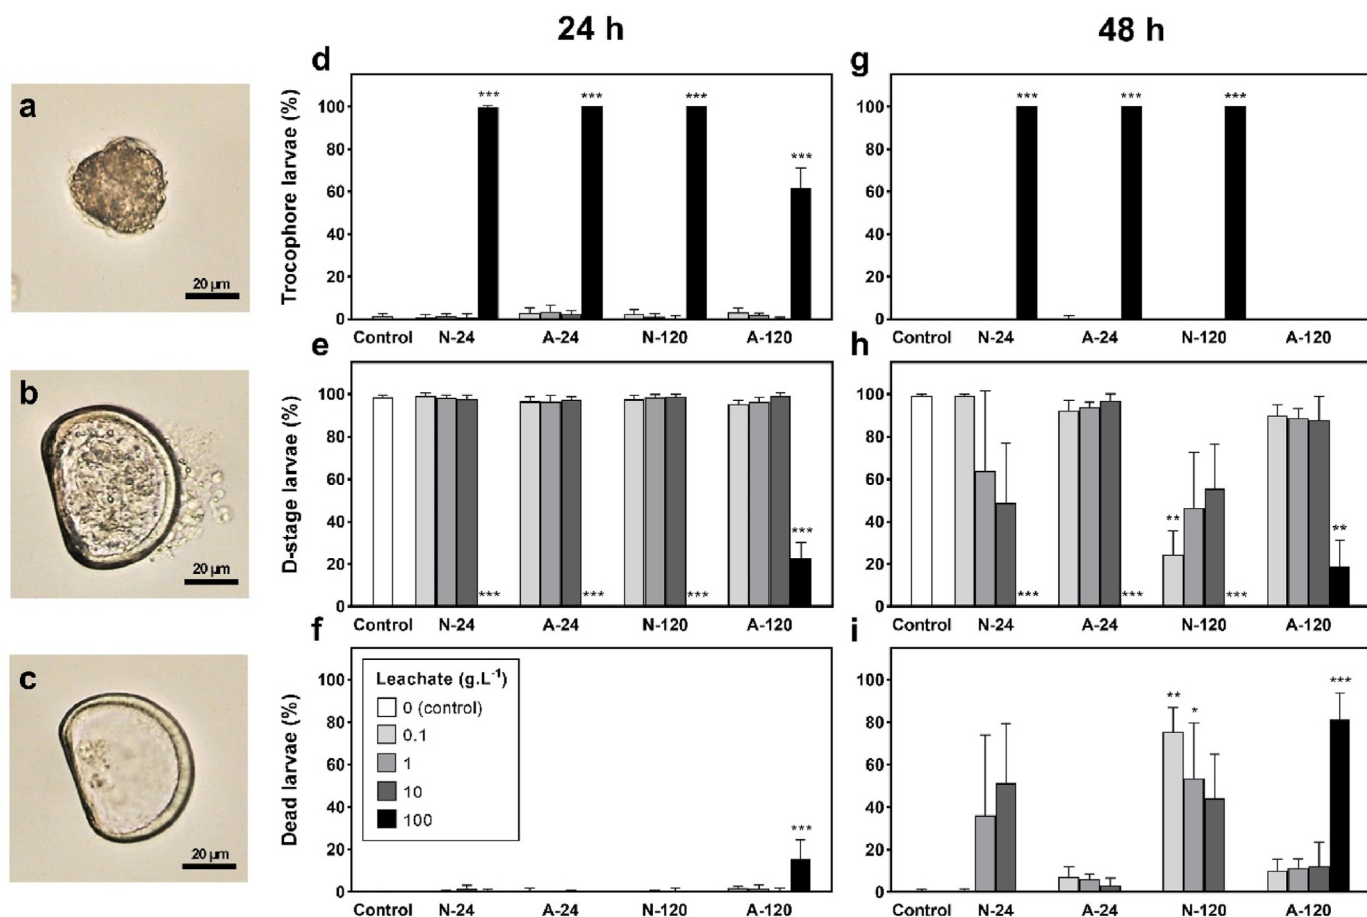 24 h
48 h
a
20 µm
b
20 µm
c
20 µm
d
Trocophore larvae (%)
100
80
60
40
20
0
***
***
***
***
Control N-24 A-24 N-120 A-120
g
100
80
60
40
20
0
***
***
***
Control N-24 A-24 N-120 A-120
e
D-stage larvae (%)
100
80
60
40
20
0
***
***
***
***
Control N-24 A-24 N-120 A-120
h
100
80
60
40
20
0
***
***
**
***
**
Control N-24 A-24 N-120 A-120
f
Dead larvae (%)
100
80
60
40
20
0
Leachate (g.L⁻¹)
0 (control)
0.1
1
10
100
***
Control N-24 A-24 N-120 A-120
i
100
80
60
40
20
0
**
*
***
Control N-24 A-24 N-120 A-120